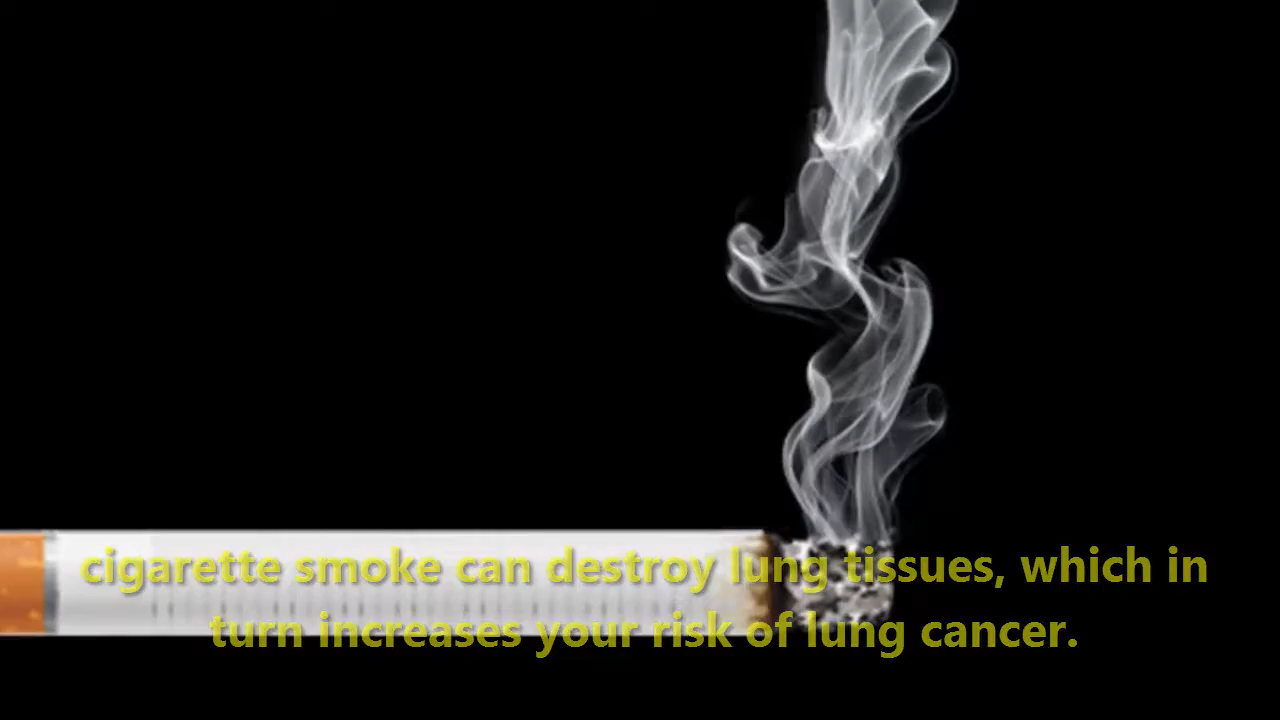 cigarette smoke can destroy lung tissues, which in
turn increases your risk of lung cancer.